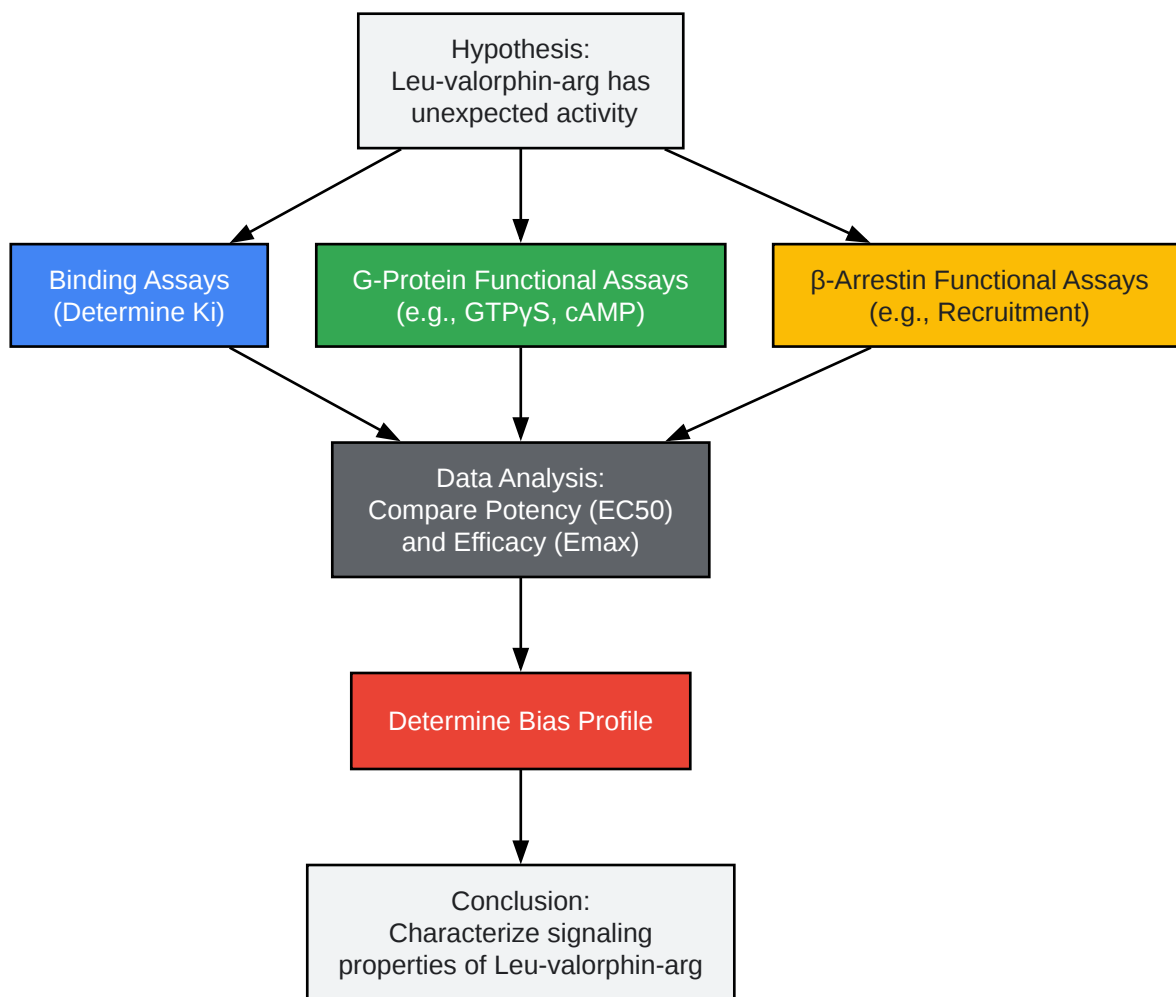 Hypothesis:
Leu-valorphin-arg has
unexpected activity
Binding Assays
(Determine Ki)
G-Protein Functional Assays
(e.g., GTPγS, cAMP)
β-Arrestin Functional Assays
(e.g., Recruitment)
Data Analysis:
Compare Potency (EC50)
and Efficacy (Emax)
Determine Bias Profile
Conclusion:
Characterize signaling
properties of Leu-valorphin-arg